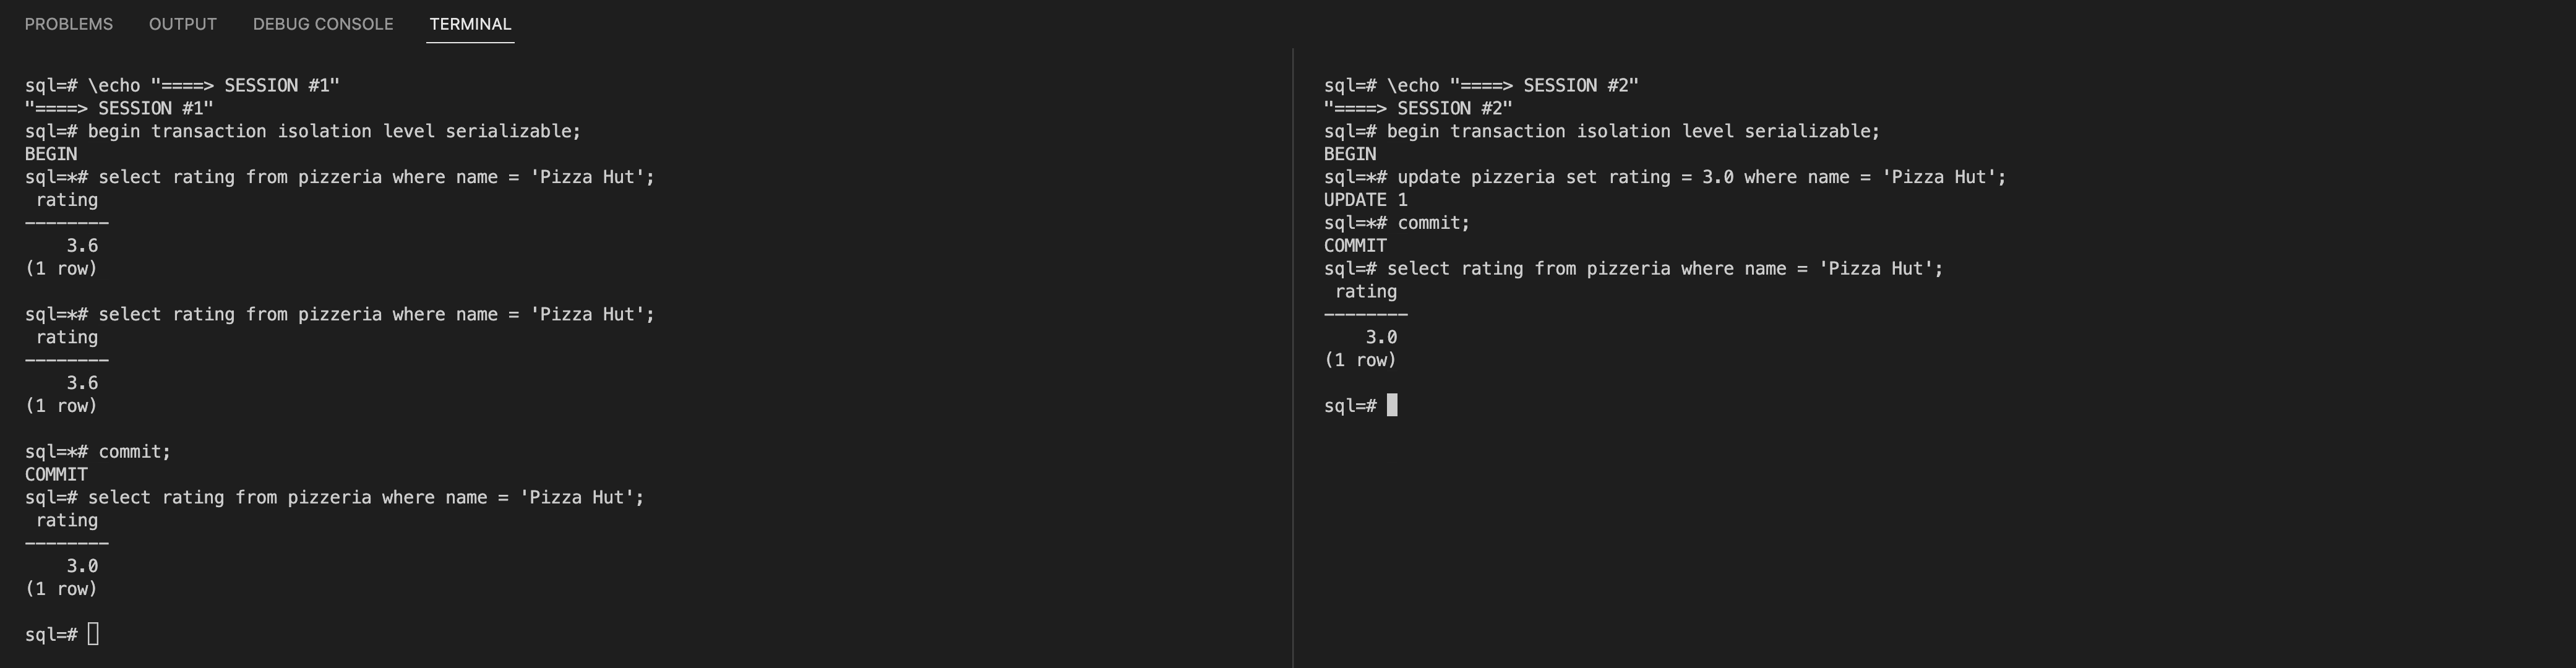 PROBLEMS OUTPUT DEBUG CONSOLE TERMINAL
sql=# \echo "====> SESSION #1"
"====> SESSION #1"
sql=# begin transaction isolation level serializable;
BEGIN
sql=*# select rating from pizzeria where name = 'Pizza Hut';
rating
--------
3.6
(1 row)
sql=*# select rating from pizzeria where name = 'Pizza Hut';
rating
--------
3.6
(1 row)
sql=*# commit;
COMMIT
sql=# select rating from pizzeria where name = 'Pizza Hut';
rating
--------
3.0
(1 row)
sql=#
sql=# \echo "====> SESSION #2"
"====> SESSION #2"
sql=# begin transaction isolation level serializable;
BEGIN
sql=*# update pizzeria set rating = 3.0 where name = 'Pizza Hut';
UPDATE 1
sql=*# commit;
COMMIT
sql=# select rating from pizzeria where name = 'Pizza Hut';
rating
--------
3.0
(1 row)
sql=#